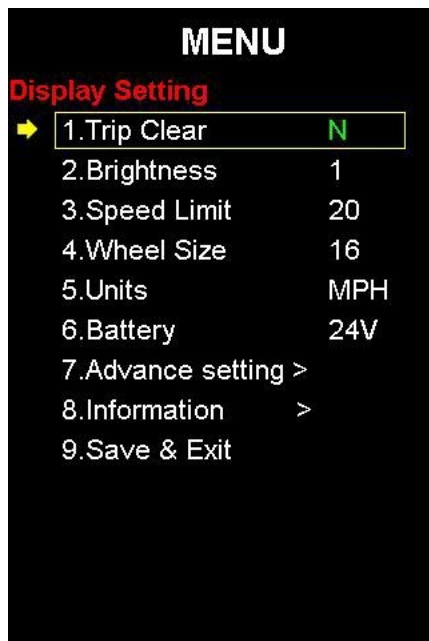 MENU
Display Setting
1.Trip Clear N
2.Brightness 1
3.Speed Limit 20
4.Wheel Size 16
5.Units MPH
6.Battery 24V
7.Advance setting >
8.Information >
9.Save & Exit